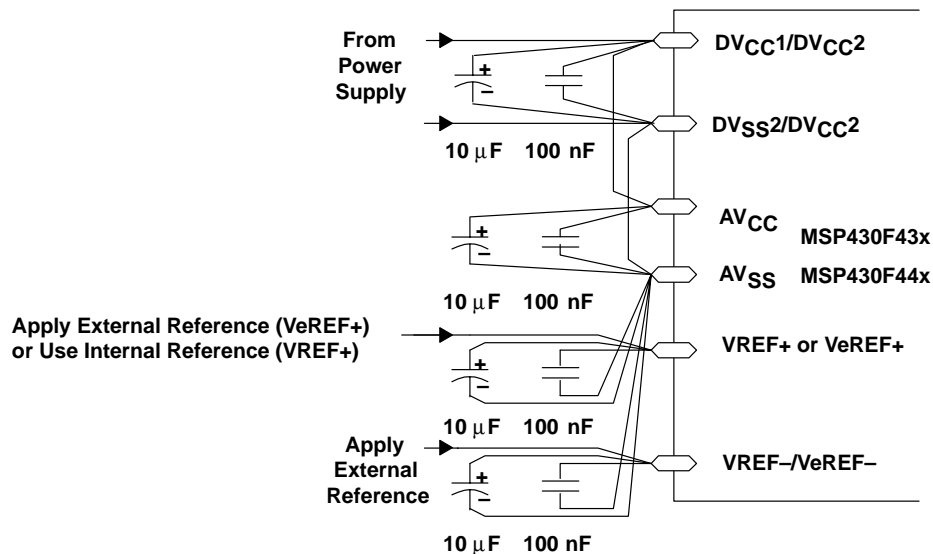 From
Power
Supply
DVCC1/DVCC2
+
–
DVSS2/DVCC2
10 μF 100 nF
AVCC
MSP430F43x
+
–
AVSS MSP430F44x
10 μF 100 nF
Apply External Reference (VeREF+)
or Use Internal Reference (VREF+)
VREF+ or VeREF+
+
–
10 μF 100 nF
Apply
External
Reference
VREF–/VeREF–
+
–
10 μF 100 nF